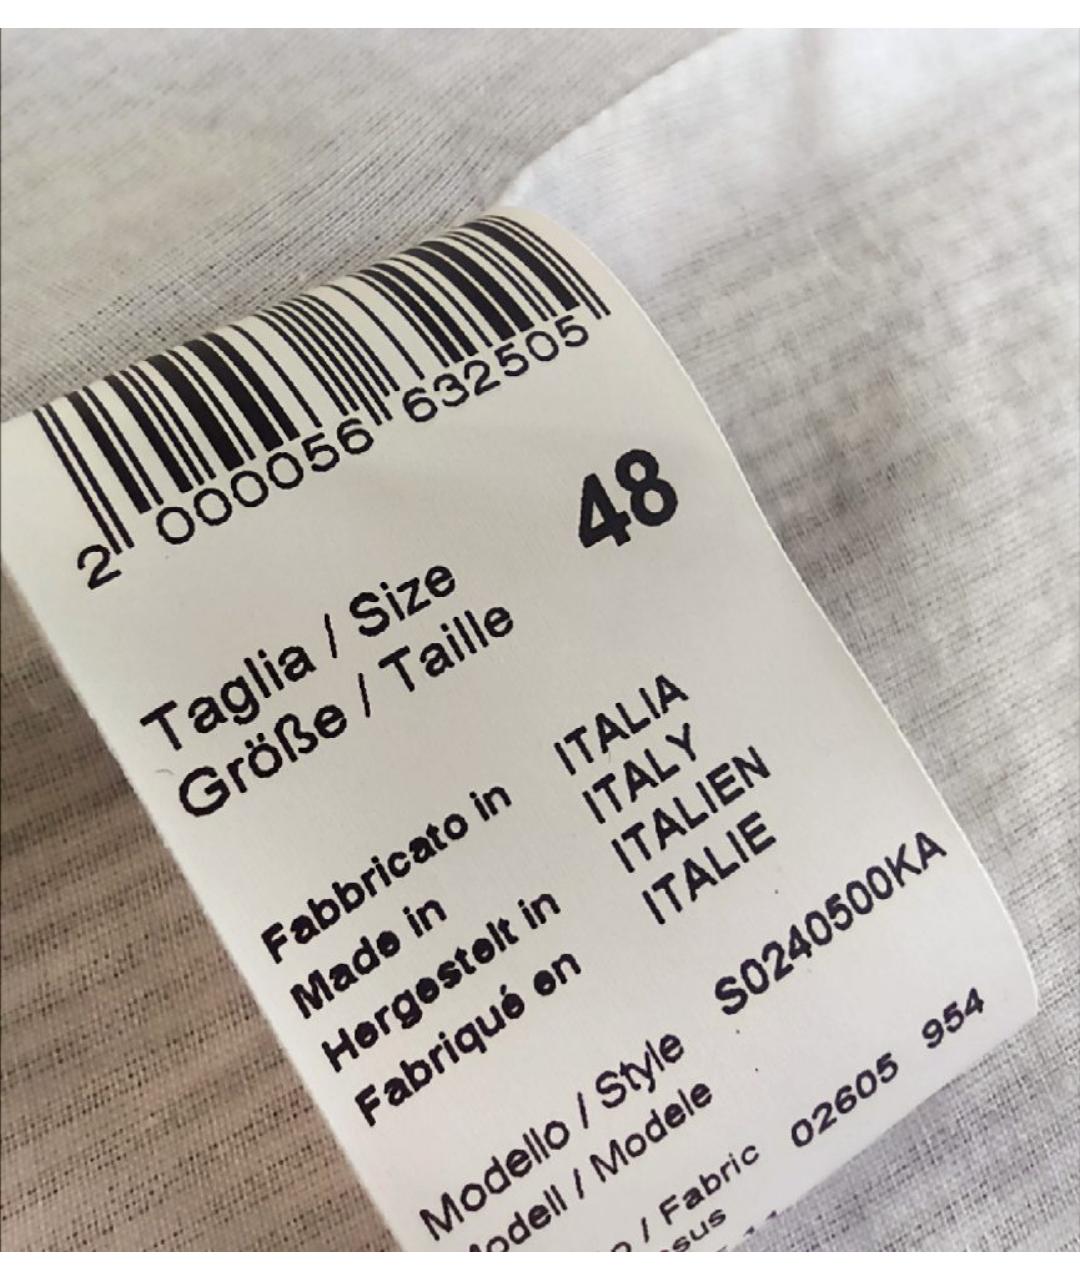 2 000056 632505
48
Taglia / Size
Größe / Taille
Fabbricato in ITALIA
Made in ITALY
Hergestelt in ITALIEN
Fabriqué en ITALIE
Modello / Style S0240500KA
Modell / Modele
/ Fabric 02605 954